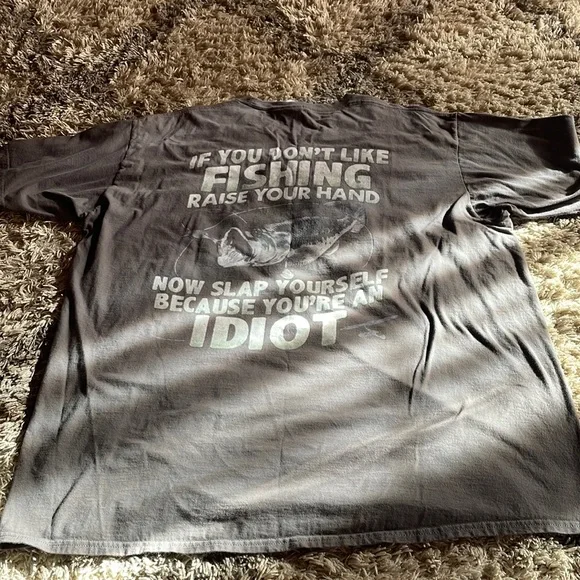 IF YOU DON'T LIKE
FISHING
RAISE YOUR HAND
NOW SLAP YOURSELF
BECAUSE YOU'RE AN
IDIOT